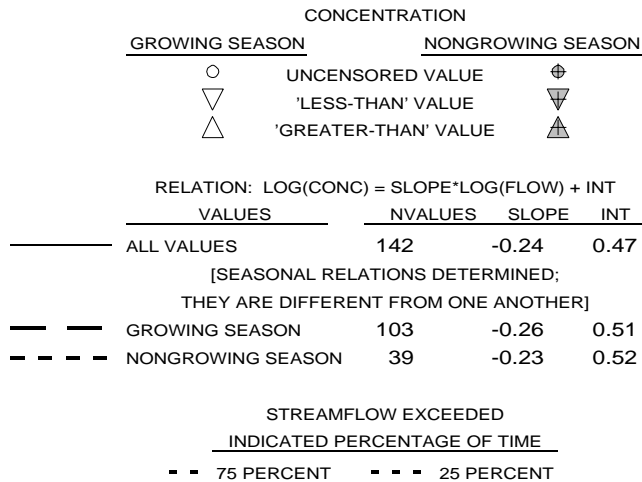 CONCENTRATION
GROWING SEASON NONGROWING SEASON
UNCENSORED VALUE
'LESS-THAN' VALUE
'GREATER-THAN' VALUE
RELATION: LOG(CONC) = SLOPE*LOG(FLOW) + INT
VALUES NVALUES SLOPE INT
ALL VALUES 142 -0.24 0.47
[SEASONAL RELATIONS DETERMINED;
THEY ARE DIFFERENT FROM ONE ANOTHER]
GROWING SEASON 103 -0.26 0.51
NONGROWING SEASON 39 -0.23 0.52
STREAMFLOW EXCEEDED
INDICATED PERCENTAGE OF TIME
75 PERCENT 25 PERCENT